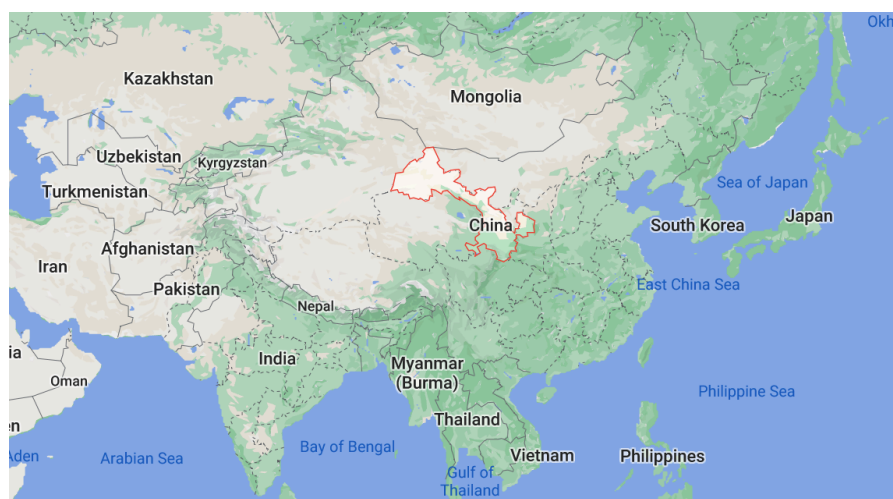 Okh
Kazakhstan
Mongolia
Uzbekistan
Kyrgyzstan
Turkmenistan
Sea of Japan
South Korea
Japan
China
Afghanistan
Iran
Pakistan
East China Sea
Nepal
India
ia
Oman
Myanmar
(Burma)
Philippine Sea
Thailand
en
Bay of Bengal
Arabian Sea
Aden
Vietnam
Philippines
Gulf of
Thailand